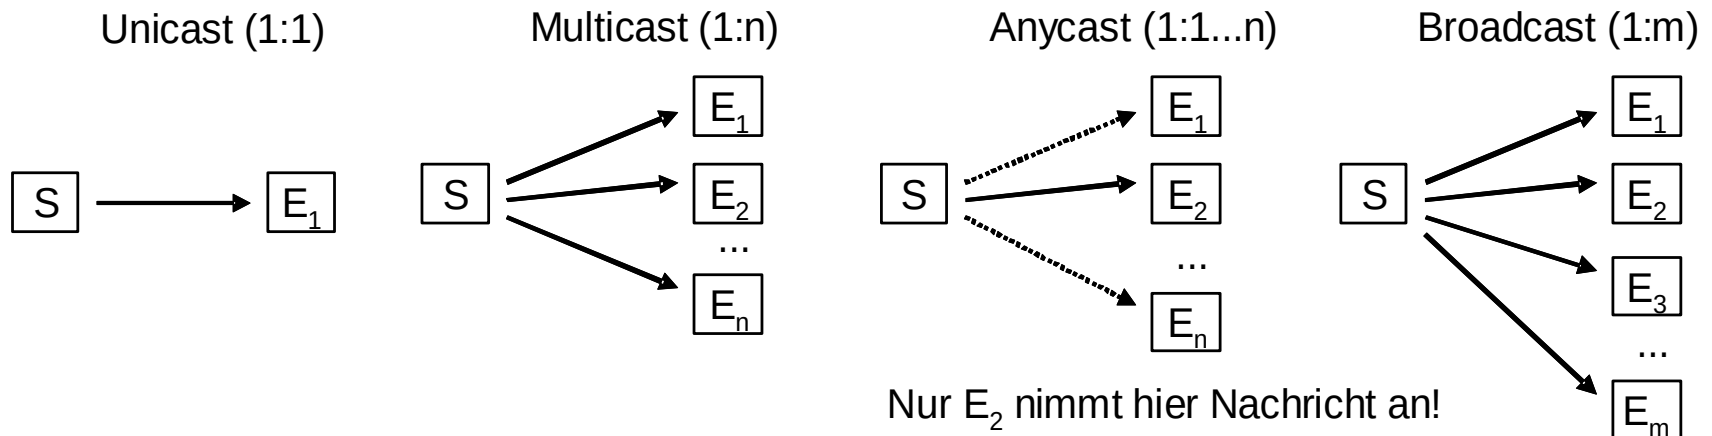 Unicast (1:1)
S
E1
Multicast (1:n)
S
E1
E2
...
En
Anycast (1:1...n)
S
E1
E2
...
En
Nur E2 nimmt hier Nachricht an!
Broadcast (1:m)
S
E1
E2
E3
...
Em